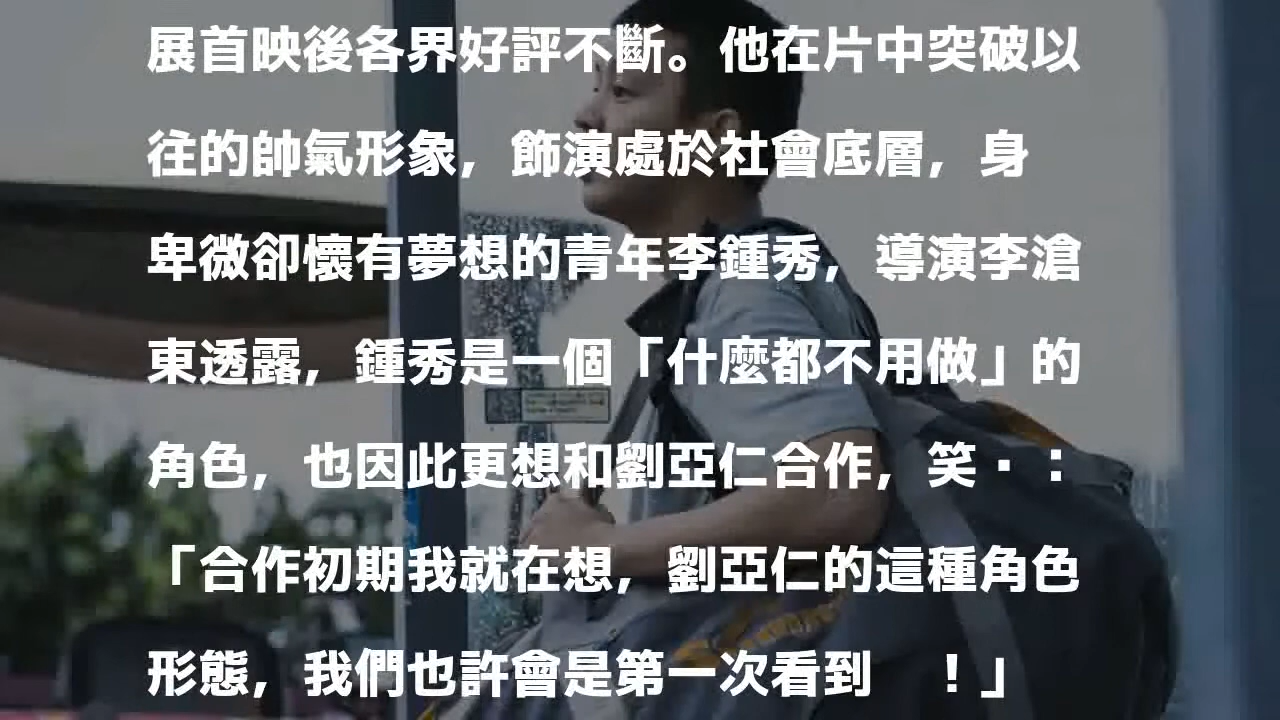 展首映後各界好評不斷。他在片中突破以
往的帥氣形象，飾演處於社會底層，身
卑微卻懷有夢想的青年李鍾秀，導演李滄
東透露，鍾秀是一個「什麼都不用做」的
角色，也因此更想和劉亞仁合作，笑▪：
「合作初期我就在想，劉亞仁的這種角色
形態，我們也許會是第一次看到　！」